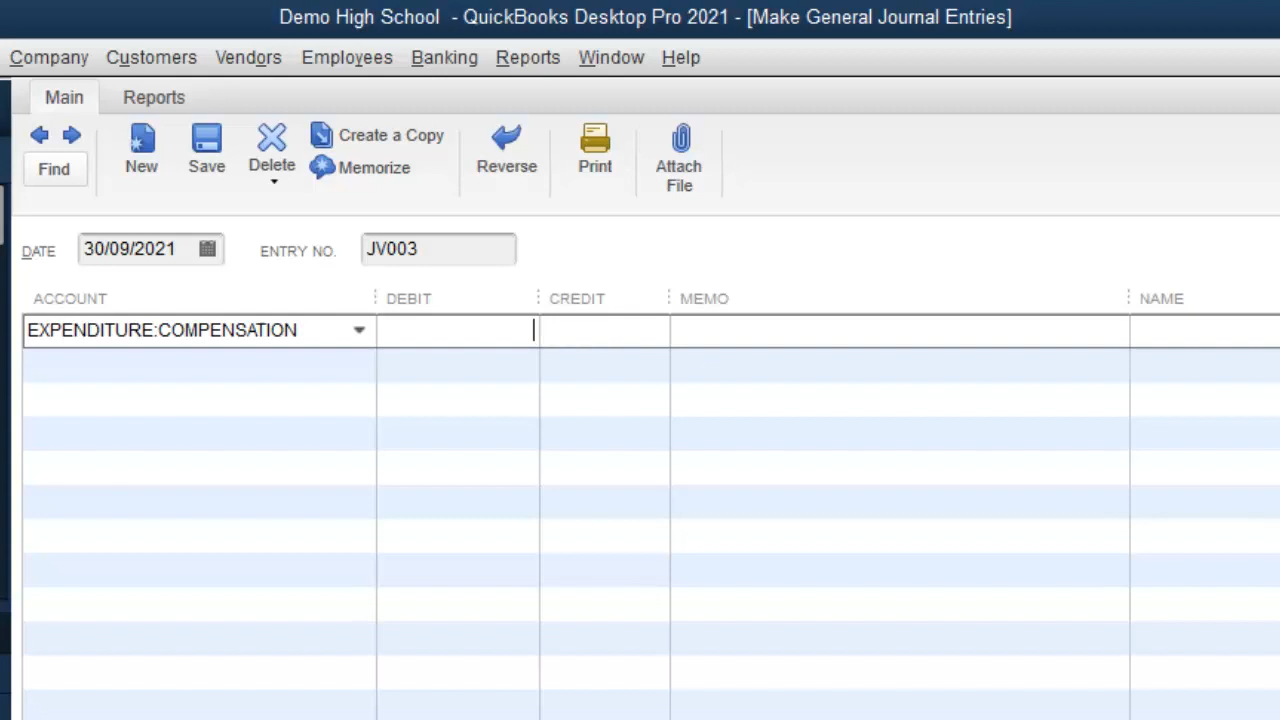 Demo High School - QuickBooks Desktop Pro 2021 - [Make General Journal Entries]
Company Customers Vendors Employees Banking Reports Window Help
Main Reports
Find New Save Delete Create a Copy Memorize Reverse Print Attach File
DATE 30/09/2021 ENTRY NO. JV003
ACCOUNT DEBIT CREDIT MEMO NAME
EXPENDITURE:COMPENSATION